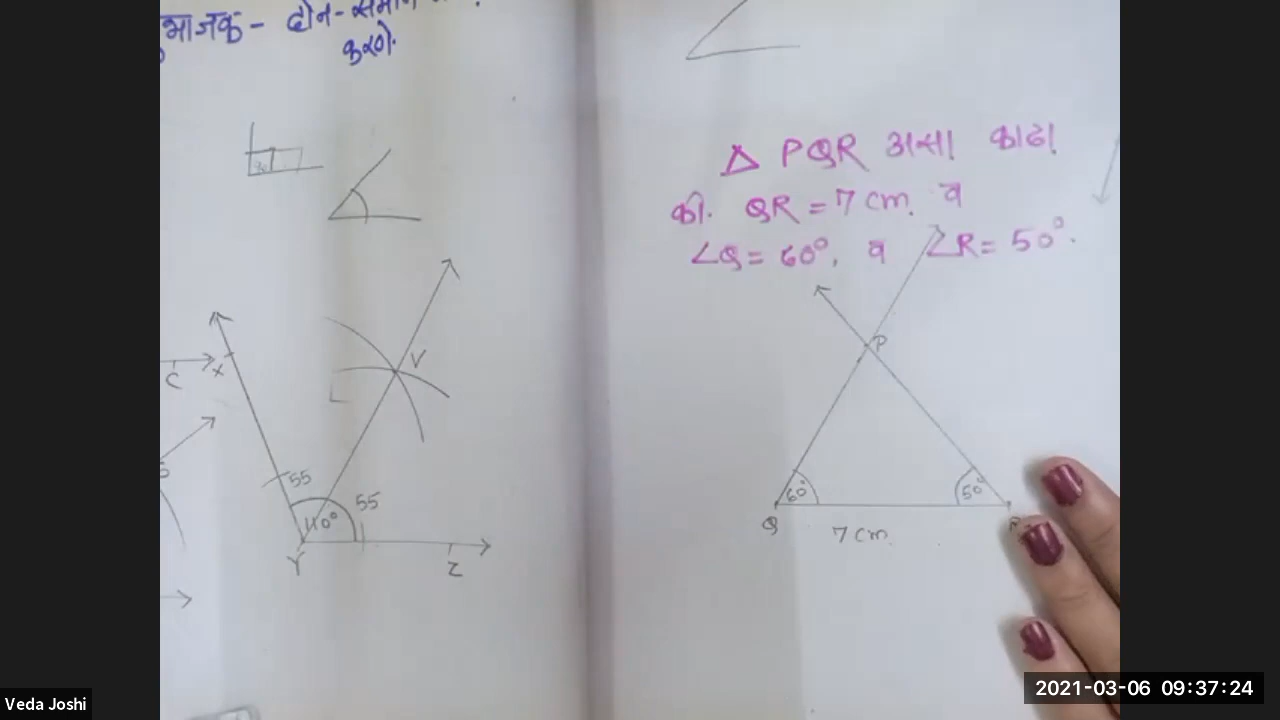 भाजक - दोन-समान
करणे.
C
X
V
55
55
110°
Y
Z
△ PQR असा काढा
की. QR = 7 cm. व
∠Q = 60°, व ∠R = 50°.
P
60°
50°
Q
R
7 cm.
Veda Joshi
2021-03-06 09:37:24